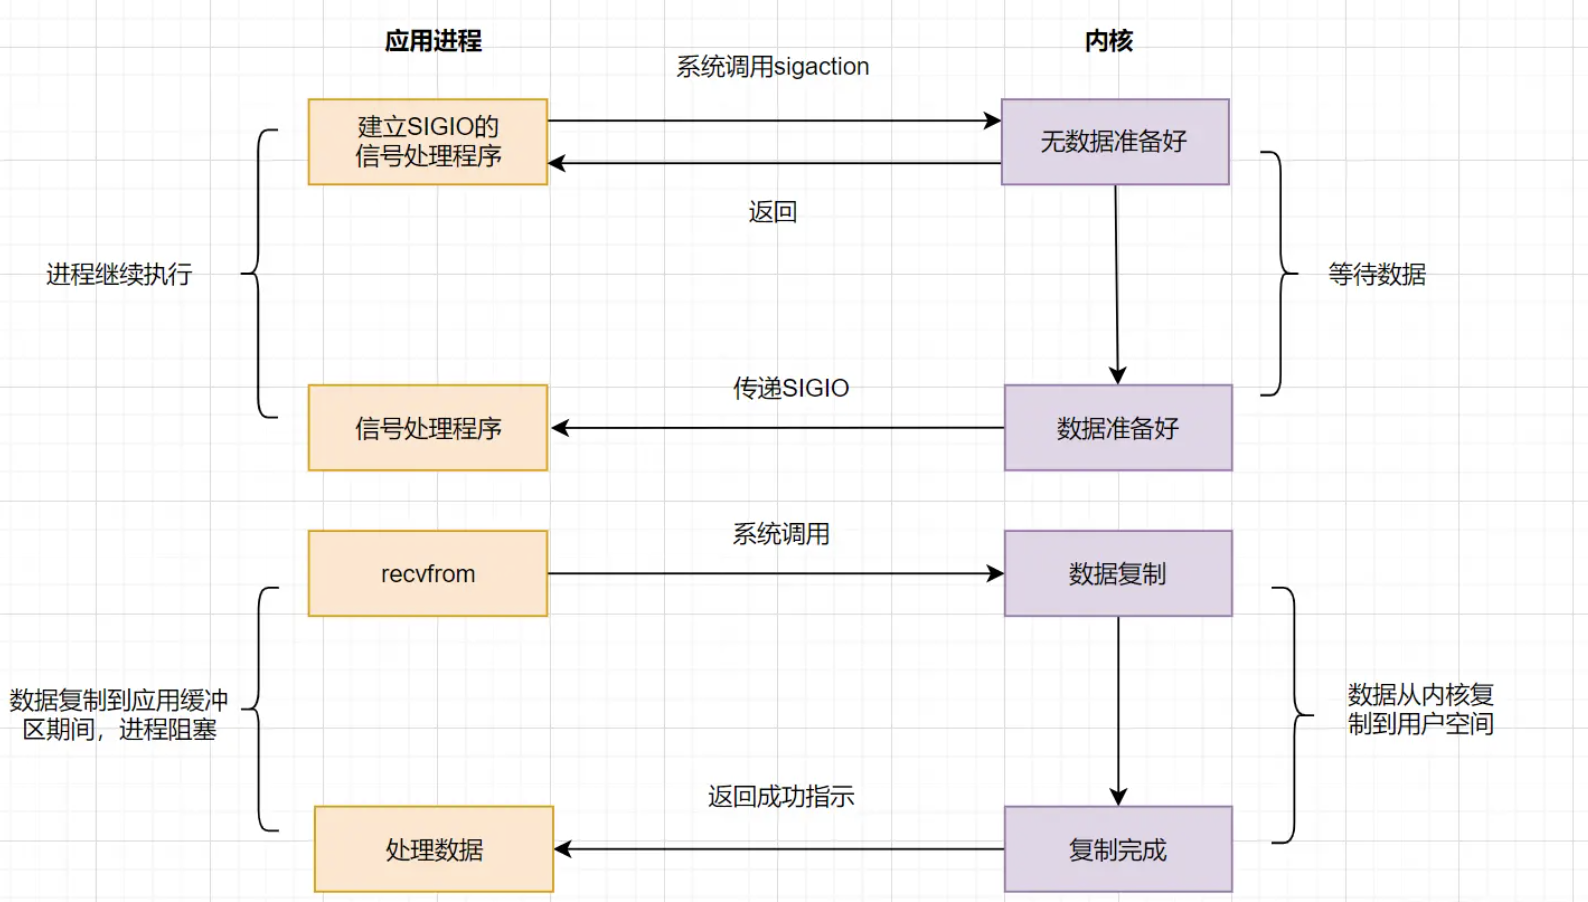 应用进程
内核
系统调用sigaction
建立SIGIO的
信号处理程序
无数据准备好
返回
进程继续执行
等待数据
传递SIGIO
信号处理程序
数据准备好
系统调用
recvfrom
数据复制
数据复制到应用缓冲
区期间，进程阻塞
数据从内核复
制到用户空间
返回成功指示
处理数据
复制完成